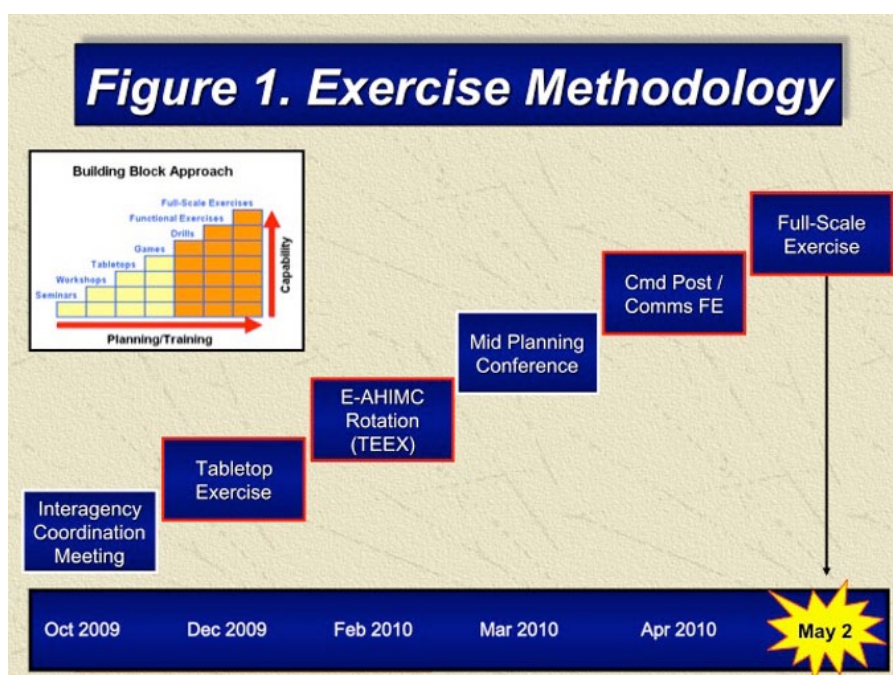 Figure 1. Exercise Methodology
Building Block Approach
Full-Scale Exercises
Functional Exercises
Drills
Games
Tabletops
Workshops
Seminars
Capability
Planning/Training
Full-Scale
Exercise
Cmd Post /
Comms FE
Mid Planning
Conference
E-AHIMC
Rotation
(TEEX)
Tabletop
Exercise
Interagency
Coordination
Meeting
Oct 2009
Dec 2009
Feb 2010
Mar 2010
Apr 2010
May 2